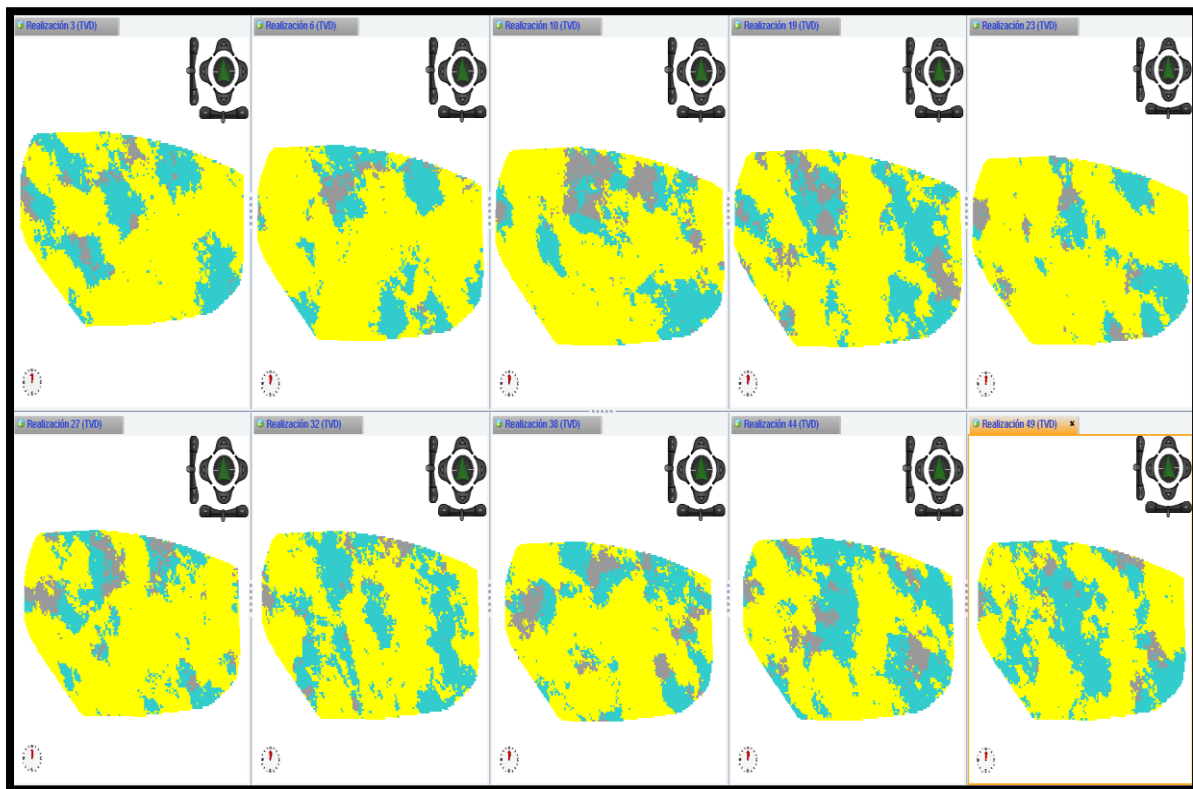 Realización 3 (TVD)
Realización 6 (TVD)
Realización 10 (TVD)
Realización 19 (TVD)
Realización 23 (TVD)
Realización 27 (TVD)
Realización 32 (TVD)
Realización 38 (TVD)
Realización 44 (TVD)
Realización 49 (TVD) x